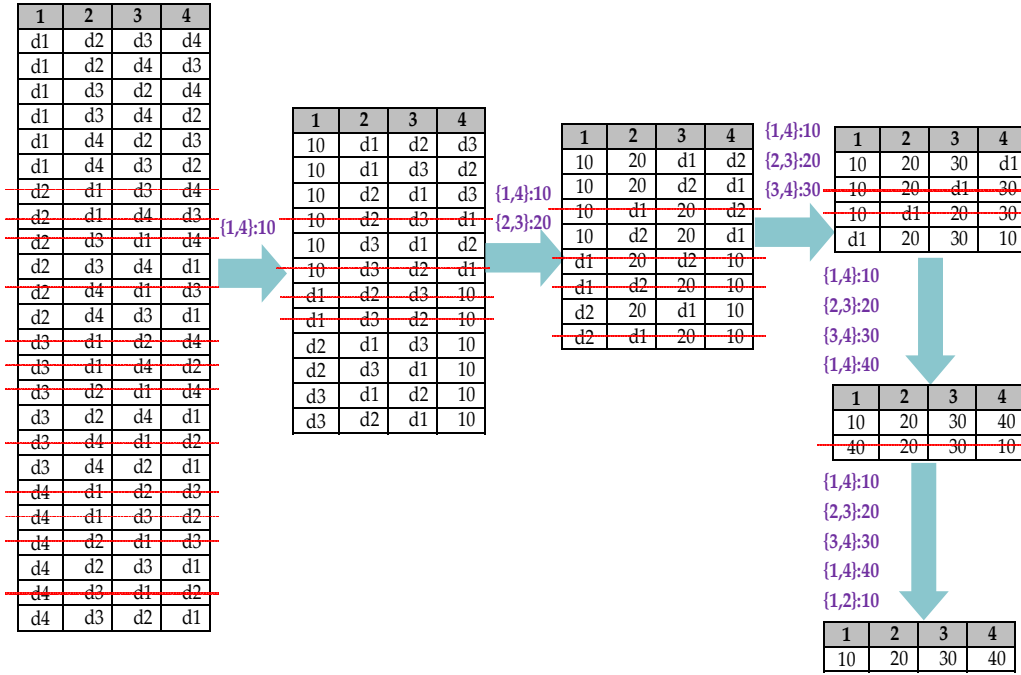 1 2 3 4
d1 d2 d3 d4
d1 d2 d4 d3
d1 d3 d2 d4
d1 d3 d4 d2
d1 d4 d2 d3
d1 d4 d3 d2
d2 d1 d3 d4
d2 d1 d4 d3
d2 d3 d1 d4
d2 d3 d4 d1
d2 d4 d1 d3
d2 d4 d3 d1
d3 d1 d2 d4
d3 d1 d4 d2
d3 d2 d1 d4
d3 d2 d4 d1
d3 d4 d1 d2
d3 d4 d2 d1
d4 d1 d2 d3
d4 d1 d3 d2
d4 d2 d1 d3
d4 d2 d3 d1
d4 d3 d1 d2
d4 d3 d2 d1
{1,4}:10
1 2 3 4
10 d1 d2 d3
10 d1 d3 d2
10 d2 d1 d3
10 d2 d3 d1
10 d3 d1 d2
10 d3 d2 d1
d1 d2 d3 10
d1 d3 d2 10
d2 d1 d3 10
d2 d3 d1 10
d3 d1 d2 10
d3 d2 d1 10
{1,4}:10
{2,3}:20
1 2 3 4
10 20 d1 d2
10 20 d2 d1
10 d1 20 d2
10 d2 20 d1
d1 20 d2 10
d1 d2 20 10
d2 20 d1 10
d2 d1 20 10
{1,4}:10
{2,3}:20
{3,4}:30
1 2 3 4
10 20 30 d1
10 20 d1 30
10 d1 20 30
d1 20 30 10
{1,4}:10
{2,3}:20
{3,4}:30
{1,4}:40
1 2 3 4
10 20 30 40
40 20 30 10
{1,4}:10
{2,3}:20
{3,4}:30
{1,4}:40
{1,2}:10
1 2 3 4
10 20 30 40